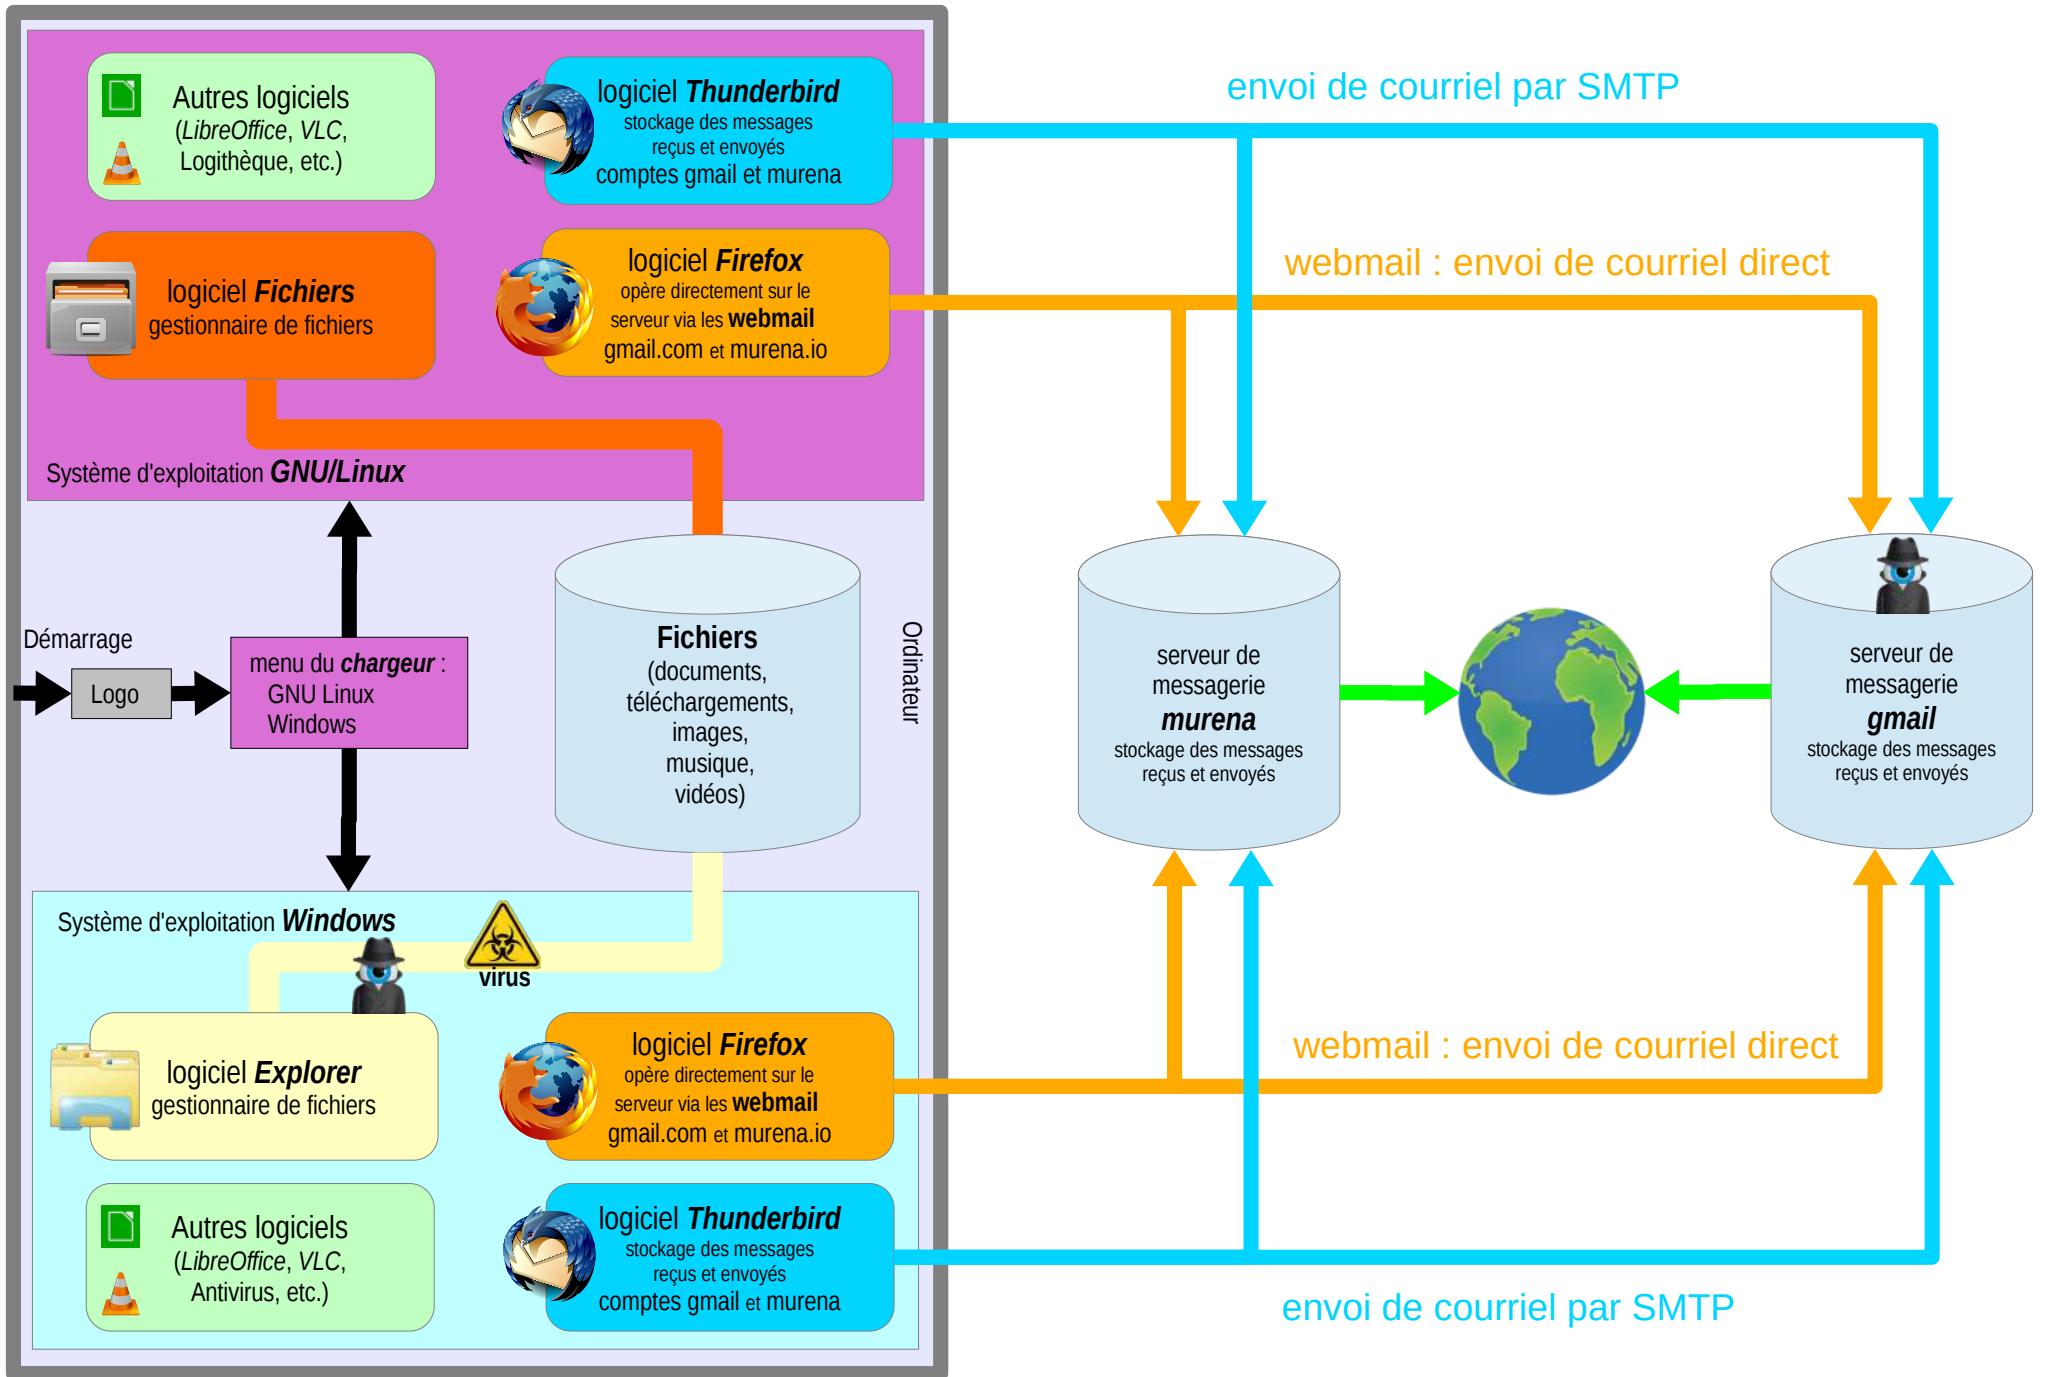 Autres logiciels
(LibreOffice, VLC,
Logithèque, etc.)
logiciel Thunderbird
stockage des messages
reçus et envoyés
comptes gmail et murena
envoi de courriel par SMTP
logiciel Fichiers
gestionnaire de fichiers
logiciel Firefox
opère directement sur le
serveur via les webmail
gmail.com et murena.io
webmail : envoi de courriel direct
Système d'exploitation GNU/Linux
Démarrage
Logo
menu du chargeur :
GNU Linux
Windows
Fichiers
(documents,
téléchargements,
images,
musique,
vidéos)
Ordinateur
serveur de
messagerie
murena
stockage des messages
reçus et envoyés
serveur de
messagerie
gmail
stockage des messages
reçus et envoyés
Système d'exploitation Windows
virus
logiciel Explorer
gestionnaire de fichiers
logiciel Firefox
opère directement sur le
serveur via les webmail
gmail.com et murena.io
webmail : envoi de courriel direct
Autres logiciels
(LibreOffice, VLC,
Antivirus, etc.)
logiciel Thunderbird
stockage des messages
reçus et envoyés
comptes gmail et murena
envoi de courriel par SMTP